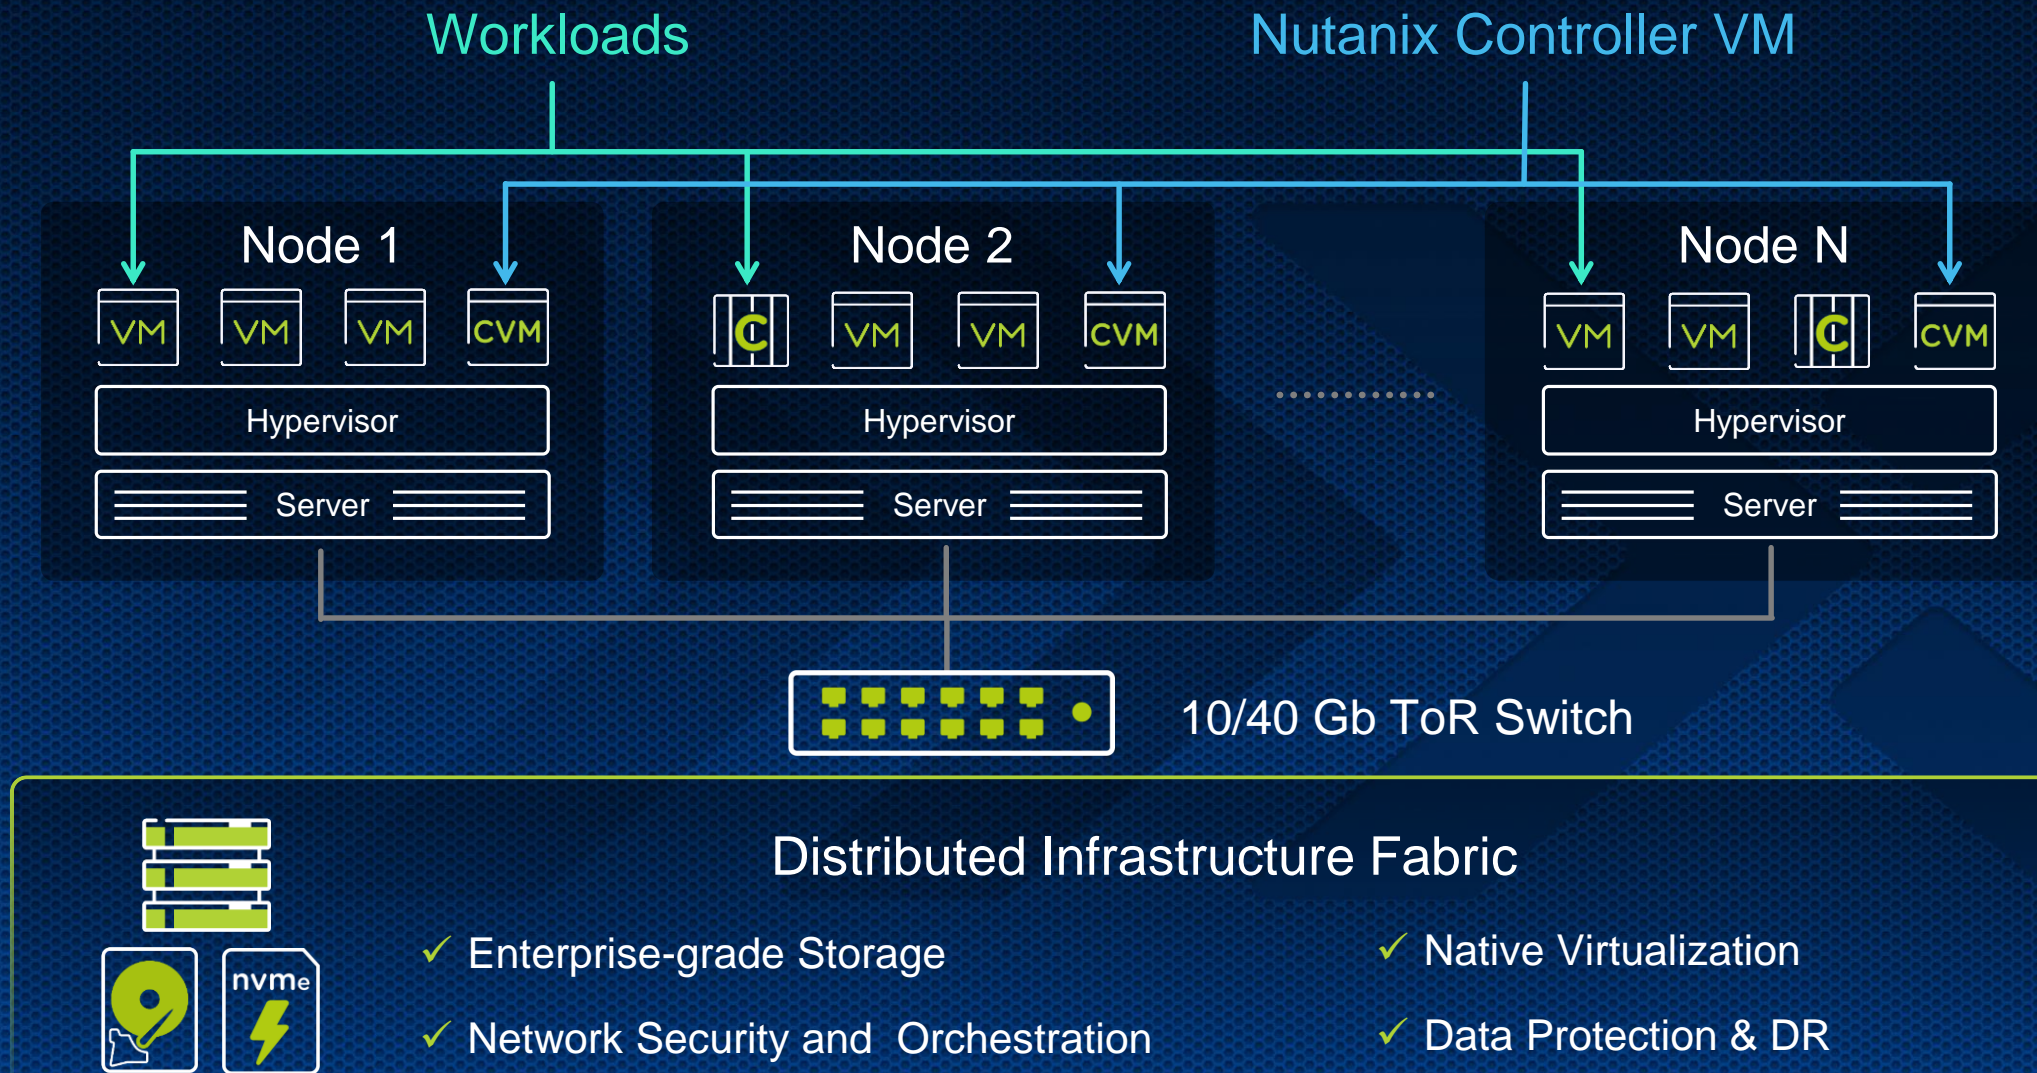 Workloads
Nutanix Controller VM
Node 1
Node 2
Node N
VM VM VM CVM
C VM VM CVM
VM VM C CVM
Hypervisor
Hypervisor
Hypervisor
Server
Server
Server
10/40 Gb ToR Switch
Distributed Infrastructure Fabric
nvme
Enterprise-grade Storage
Native Virtualization
Network Security and  Orchestration
Data Protection & DR